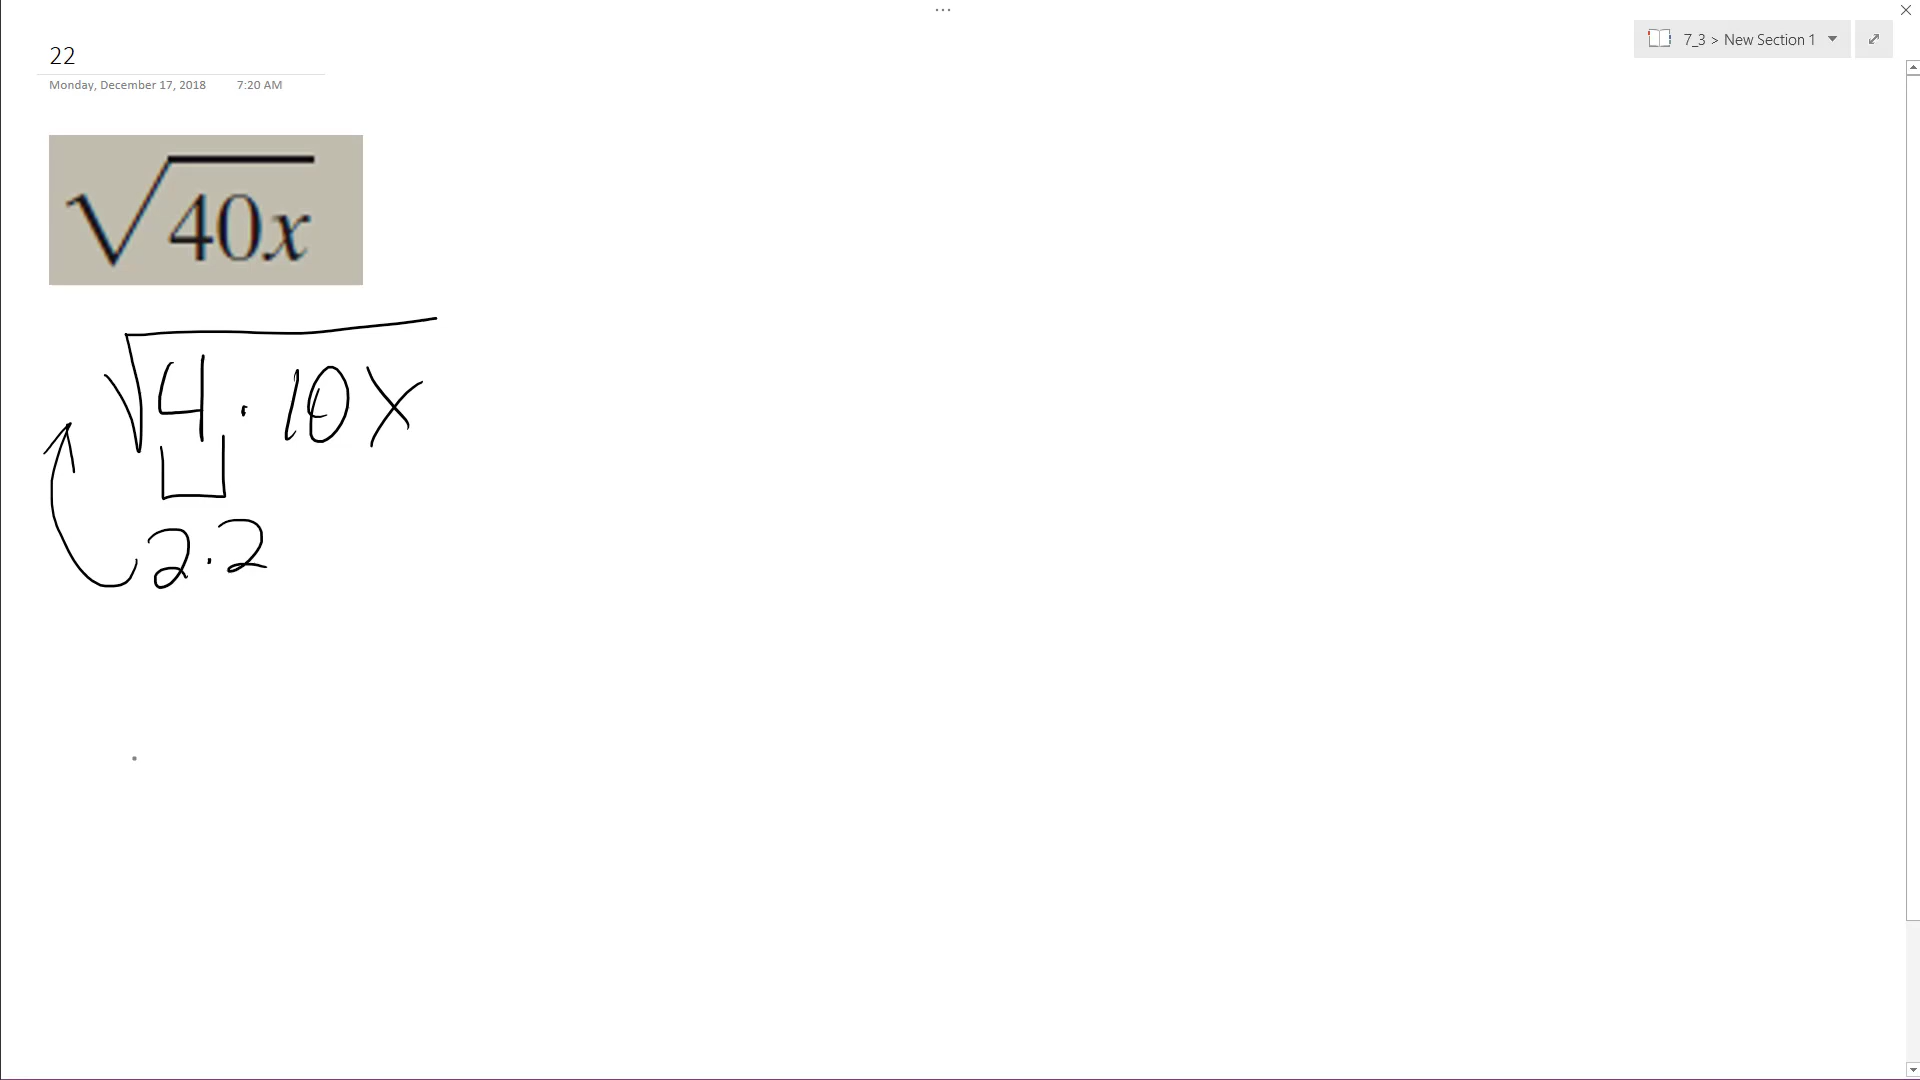 ...
7_3 > New Section 1
22
Monday, December 17, 2018 7:20 AM
√40x
√4 · 10x
2 · 2